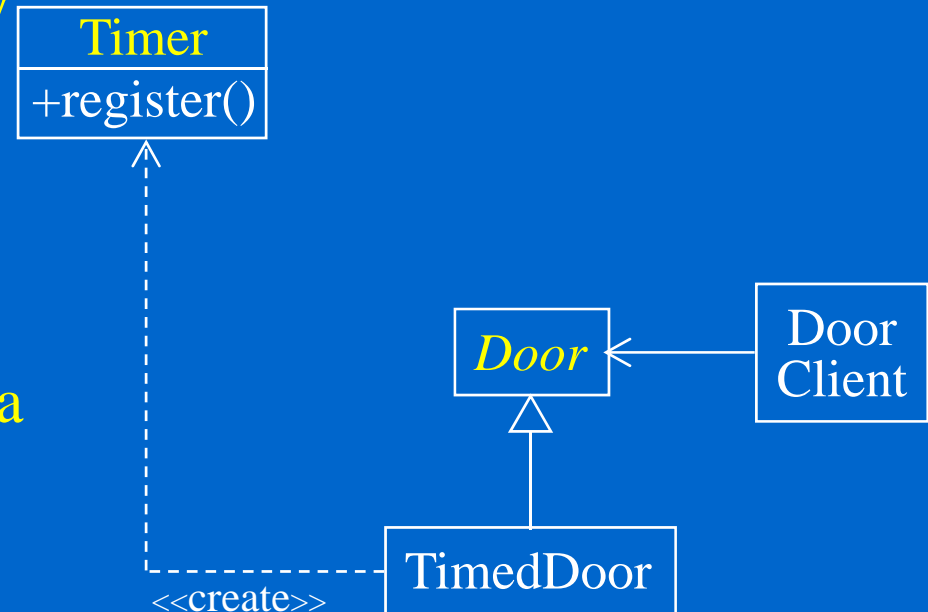 Timer
+register()
Door
Door
Client
a
TimedDoor
<<create>>